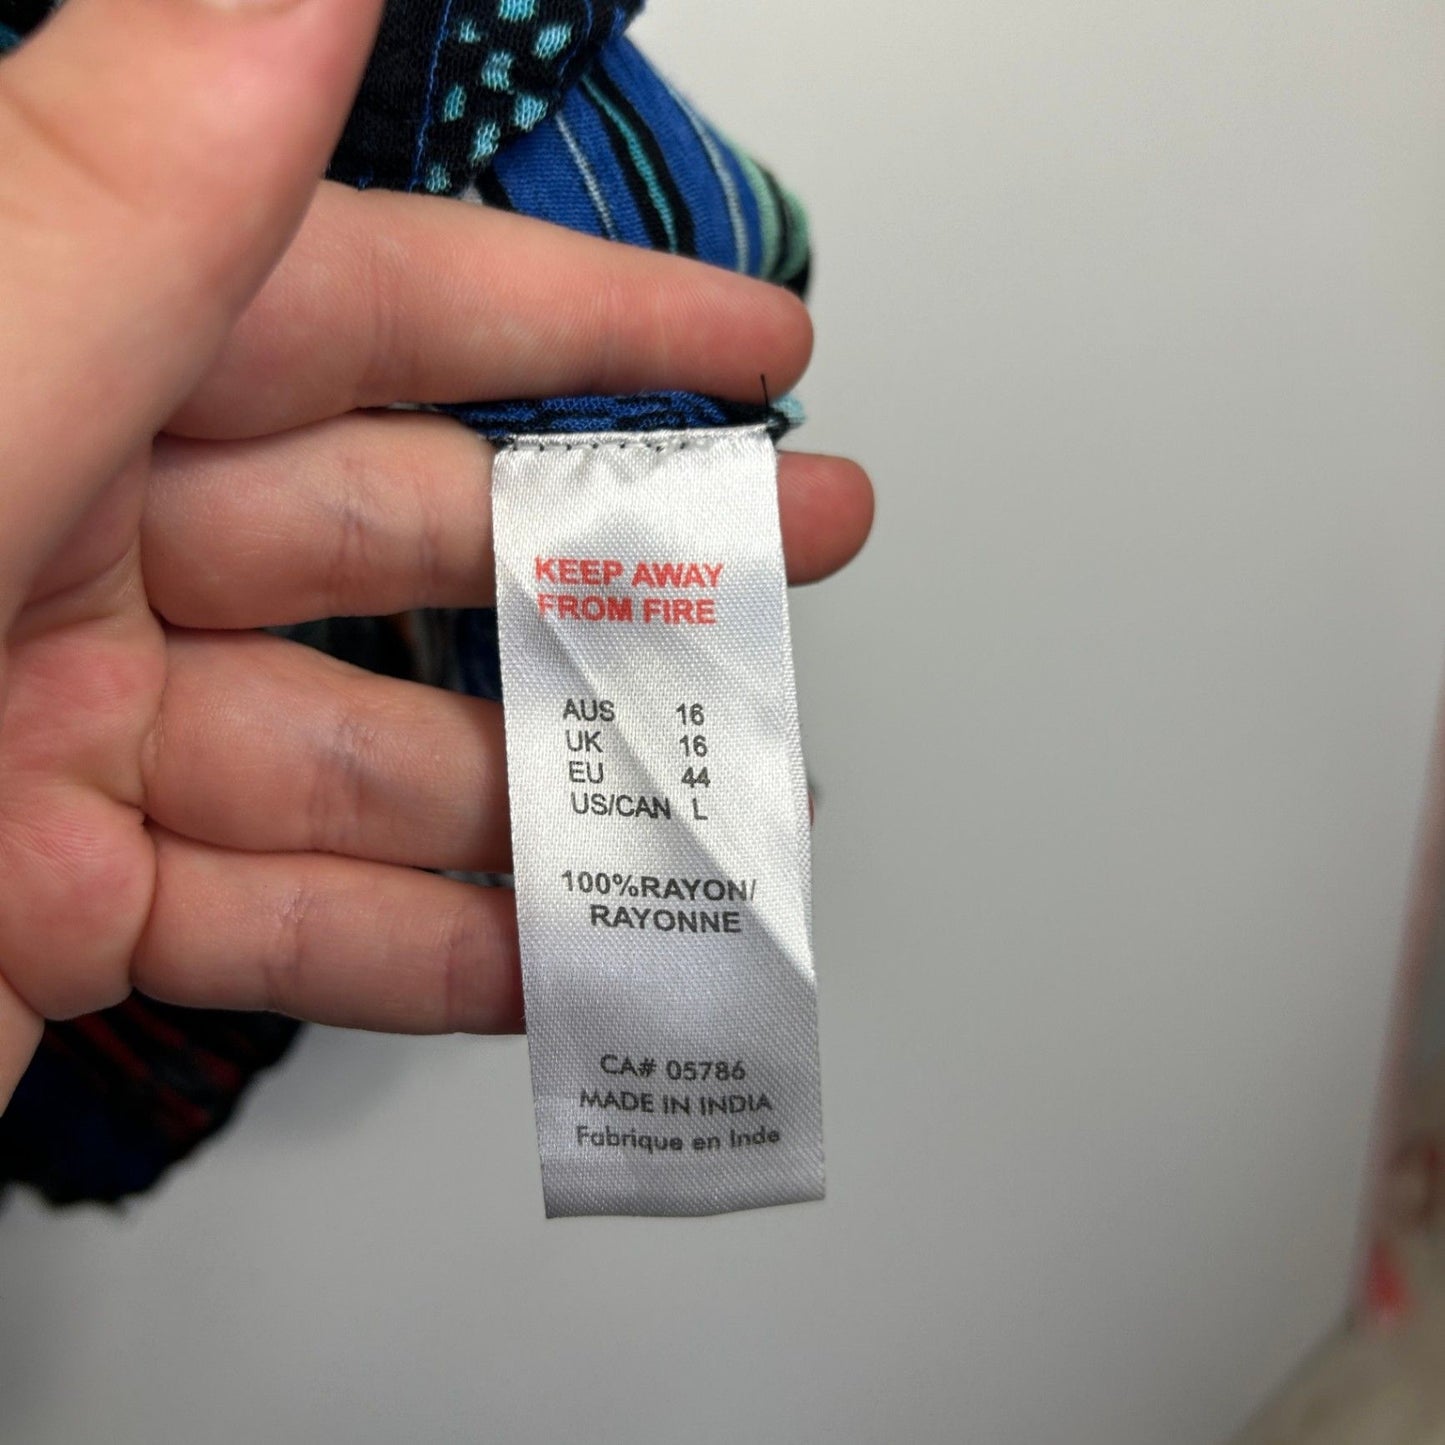 KEEP AWAY
FROM FIRE
AUS 16
UK 16
EU 44
US/CAN L
100%RAYON/
RAYONNE
CA# 05786
MADE IN INDIA
Fabrique en Inde